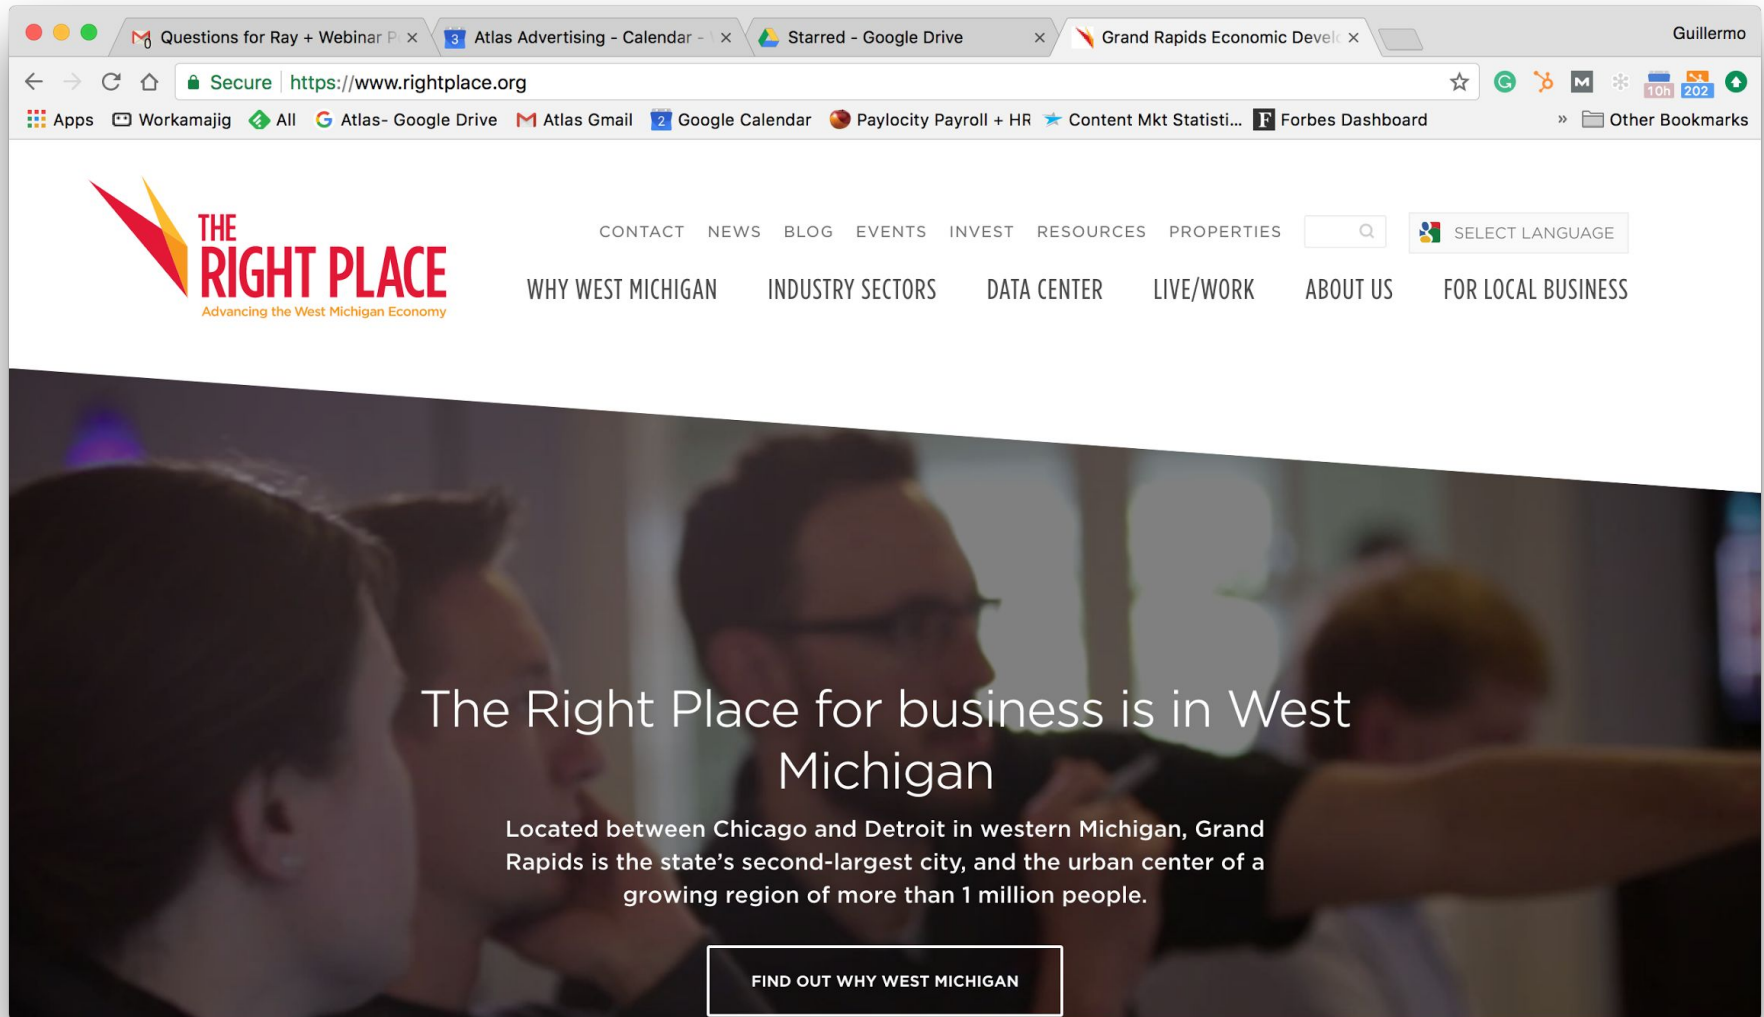 Questions for Ray + Webinar P
Atlas Advertising - Calendar -
Starred - Google Drive
Grand Rapids Economic Devel
Guillermo
Secure https://www.rightplace.org
M
10h
202
Apps
Workamajig
All
G Atlas- Google Drive
Atlas Gmail
2 Google Calendar
Paylocity Payroll + HR
Content Mkt Statisti...
F Forbes Dashboard
» Other Bookmarks
THE
RIGHT PLACE
Advancing the West Michigan Economy
CONTACT NEWS BLOG EVENTS INVEST RESOURCES PROPERTIES
SELECT LANGUAGE
WHY WEST MICHIGAN INDUSTRY SECTORS DATA CENTER LIVE/WORK ABOUT US FOR LOCAL BUSINESS
The Right Place for business is in West
Michigan
Located between Chicago and Detroit in western Michigan, Grand
Rapids is the state's second-largest city, and the urban center of a
growing region of more than 1 million people.
FIND OUT WHY WEST MICHIGAN